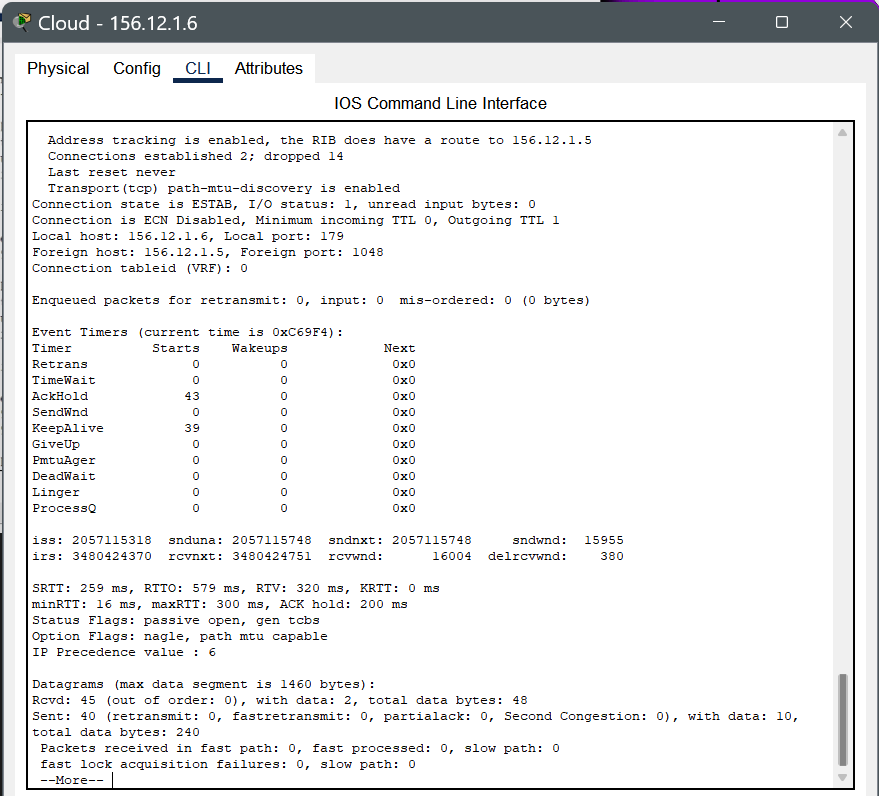 Cloud - 156.12.1.6
Physical Config CLI Attributes
IOS Command Line Interface
Address tracking is enabled, the RIB does have a route to 156.12.1.5
Connections established 2; dropped 14
Last reset never
Transport(tcp) path-mtu-discovery is enabled
Connection state is ESTAB, I/O status: 1, unread input bytes: 0
Connection is ECN Disabled, Minimum incoming TTL 0, Outgoing TTL 1
Local host: 156.12.1.6, Local port: 179
Foreign host: 156.12.1.5, Foreign port: 1048
Connection tableid (VRF): 0
Enqueued packets for retransmit: 0, input: 0 mis-ordered: 0 (0 bytes)
Event Timers (current time is 0xC69F4):
Timer Starts Wakeups Next
Retrans 0 0 0x0
TimeWait 0 0 0x0
AckHold 43 0 0x0
SendWnd 0 0 0x0
KeepAlive 39 0 0x0
GiveUp 0 0 0x0
PmtuAger 0 0 0x0
DeadWait 0 0 0x0
Linger 0 0 0x0
ProcessQ 0 0 0x0
iss: 2057115318 snduna: 2057115748 sndnxt: 2057115748 sndwnd: 15955
irs: 3480424370 rcvnxt: 3480424751 rcvwnd: 16004 delrcvwnd: 380
SRTT: 259 ms, RTTO: 579 ms, RTV: 320 ms, KRTT: 0 ms
minRTT: 16 ms, maxRTT: 300 ms, ACK hold: 200 ms
Status Flags: passive open, gen tcbs
Option Flags: nagle, path mtu capable
IP Precedence value : 6
Datagrams (max data segment is 1460 bytes):
Rcvd: 45 (out of order: 0), with data: 2, total data bytes: 48
Sent: 40 (retransmit: 0, fastretransmit: 0, partialack: 0, Second Congestion: 0), with data: 10,
total data bytes: 240
Packets received in fast path: 0, fast processed: 0, slow path: 0
fast lock acquisition failures: 0, slow path: 0
--More--